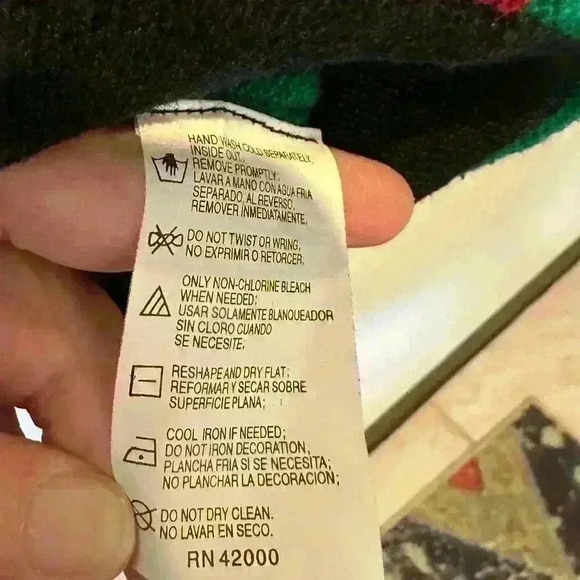 HAND WASH COLD SEPARATELY,
INSIDE OUT.
REMOVE PROMPTLY;
LAVAR A MANO CON AGUA FRIA
SEPARADO, AL REVERSO,
REMOVER INMEDIATAMENTE.
DO NOT TWIST OR WRING,
NO EXPRIMIR O RETORCER.
ONLY NON-CHLORINE BLEACH
WHEN NEEDED;
USAR SOLAMENTE BLANQUEADOR
SIN CLORO CUANDO
SE NECESITE,
RESHAPE AND DRY FLAT;
REFORMAR Y SECAR SOBRE
SUPERFICIE PLANA;
COOL IRON IF NEEDED;
DO NOT IRON DECORATION,
PLANCHA FRIA SI SE NECESITA;
NO PLANCHAR LA DECORACION;
DO NOT DRY CLEAN.
NO LAVAR EN SECO.
RN 42000